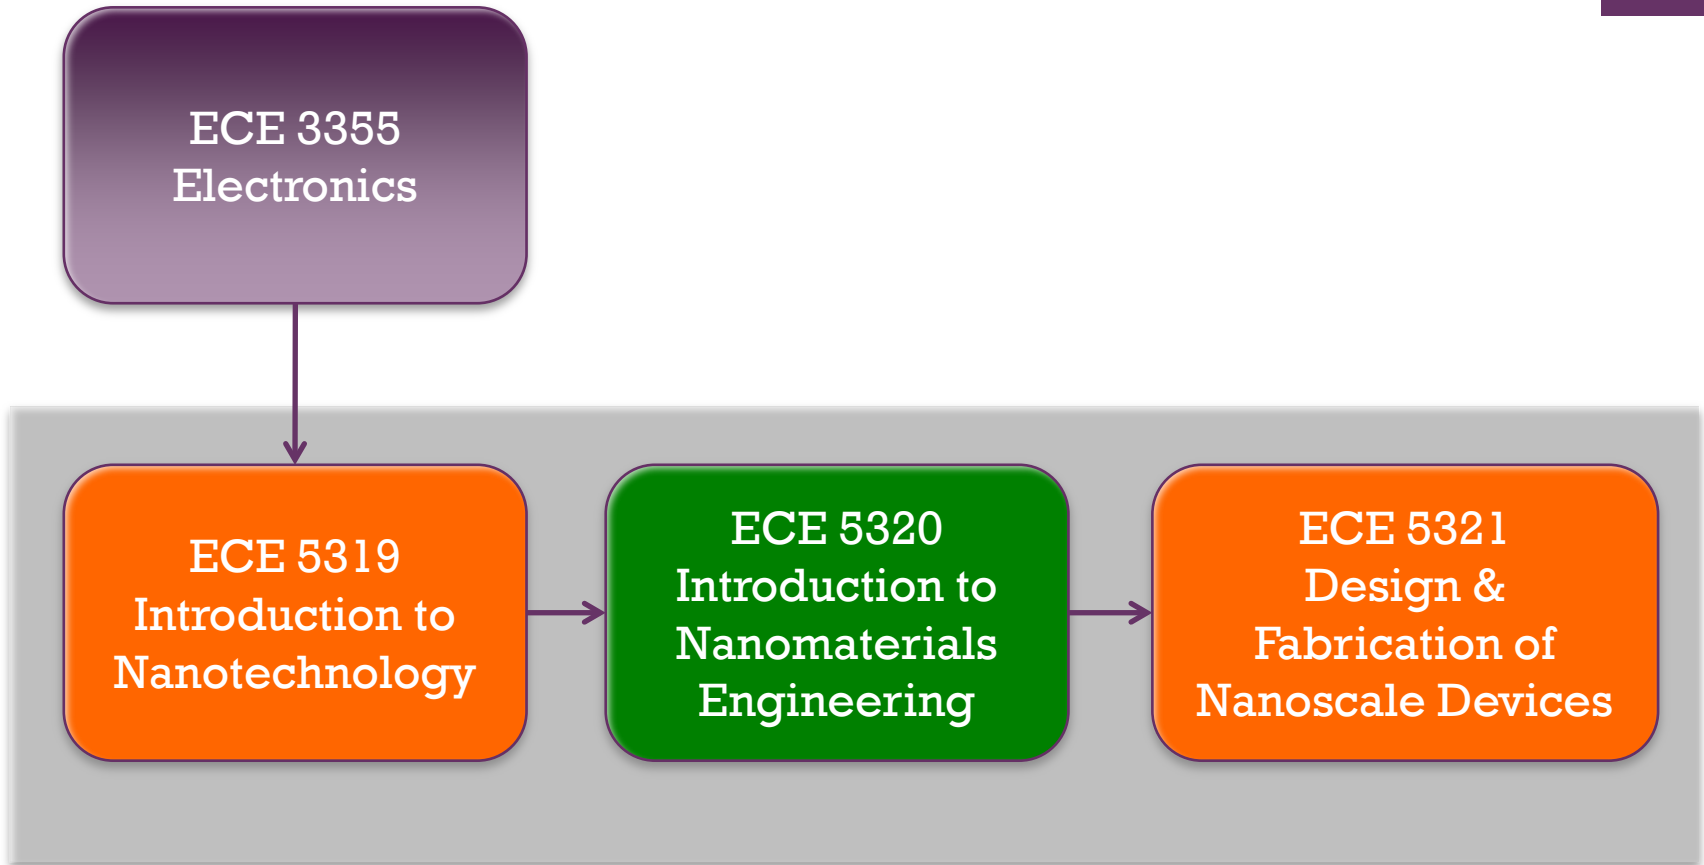 ECE 3355
Electronics
ECE 5319
Introduction to
Nanotechnology
ECE 5320
Introduction to
Nanomaterials
Engineering
ECE 5321
Design &
Fabrication of
Nanoscale Devices